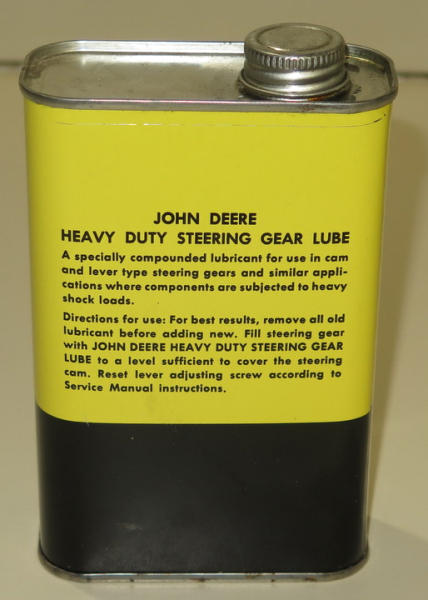 JOHN DEERE
HEAVY DUTY STEERING GEAR LUBE
A specially compounded lubricant for use in cam
and lever type steering gears and similar appli-
cations where components are subjected to heavy
shock loads.
Directions for use: For best results, remove all old
lubricant before adding new. Fill steering gear
with JOHN DEERE HEAVY DUTY STEERING GEAR
LUBE to a level sufficient to cover the steering
cam. Reset lever adjusting screw according to
Service Manual instructions.